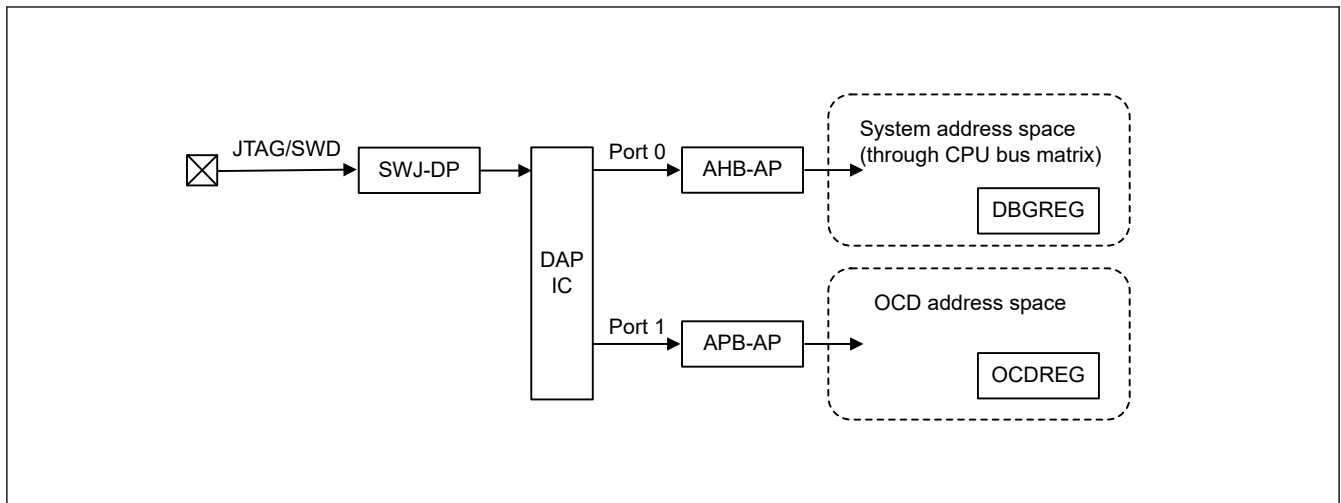 JTAG/SWD
SWJ-DP
DAP
IC
Port 0
AHB-AP
System address space
(through CPU bus matrix)
DBGREG
Port 1
APB-AP
OCD address space
OCDREG